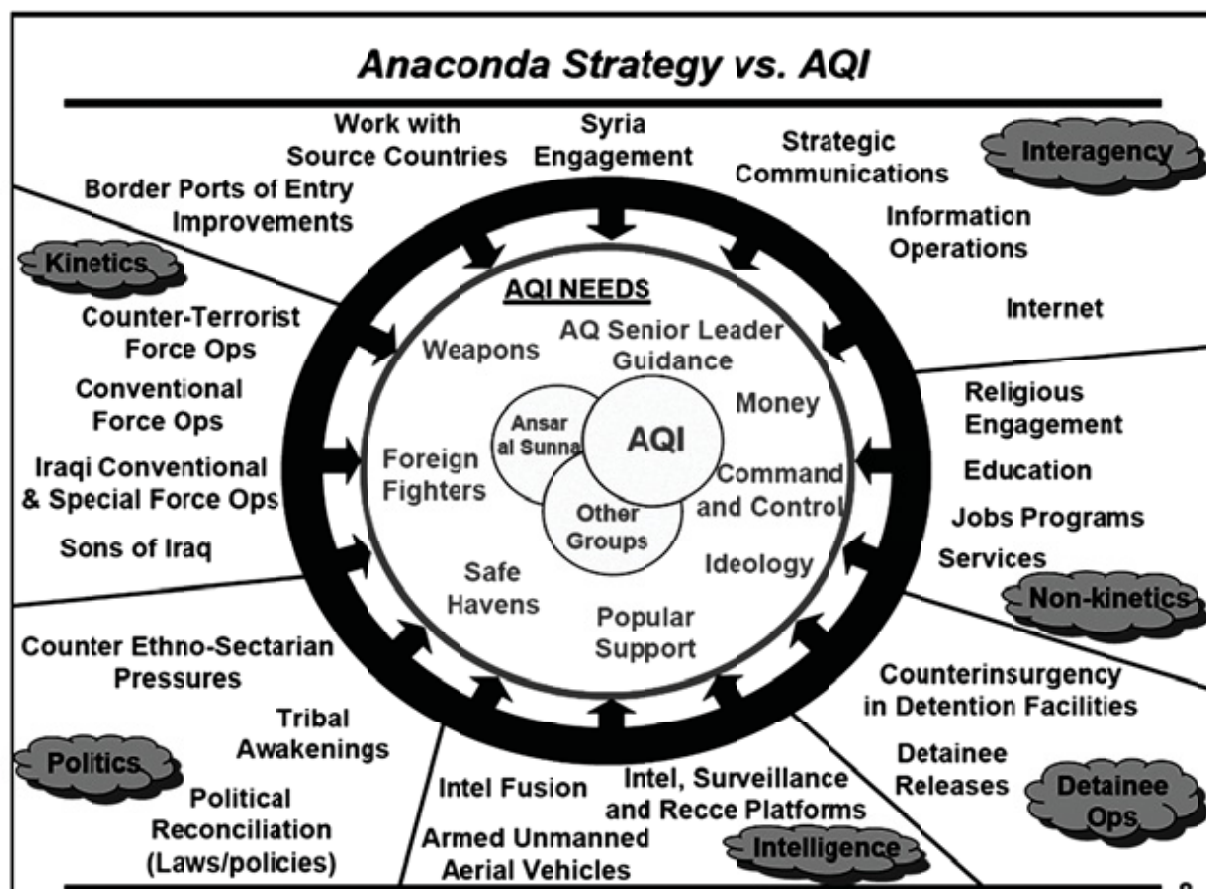 Anaconda Strategy vs. AQI
Work with
Source Countries
Syria
Engagement
Strategic
Communications
Interagency
Border Ports of Entry
Improvements
Information
Operations
Internet
Kinetics
Counter-Terrorist
Force Ops
Conventional
Force Ops
Iraqi Conventional
& Special Force Ops
Sons of Iraq
AQI NEEDS
Weapons
AQ Senior Leader
Guidance
Money
Ansar
al Sunna
AQI
Foreign
Fighters
Command
and Control
Other
Groups
Ideology
Safe
Havens
Popular
Support
Religious
Engagement
Education
Jobs Programs
Services
Non-kinetics
Counter Ethno-Sectarian
Pressures
Tribal
Awakenings
Politics
Political
Reconciliation
(Laws/policies)
Intel Fusion
Armed Unmanned
Aerial Vehicles
Intel, Surveillance
and Recce Platforms
Intelligence
Counterinsurgency
in Detention Facilities
Detainee
Releases
Detainee
Ops